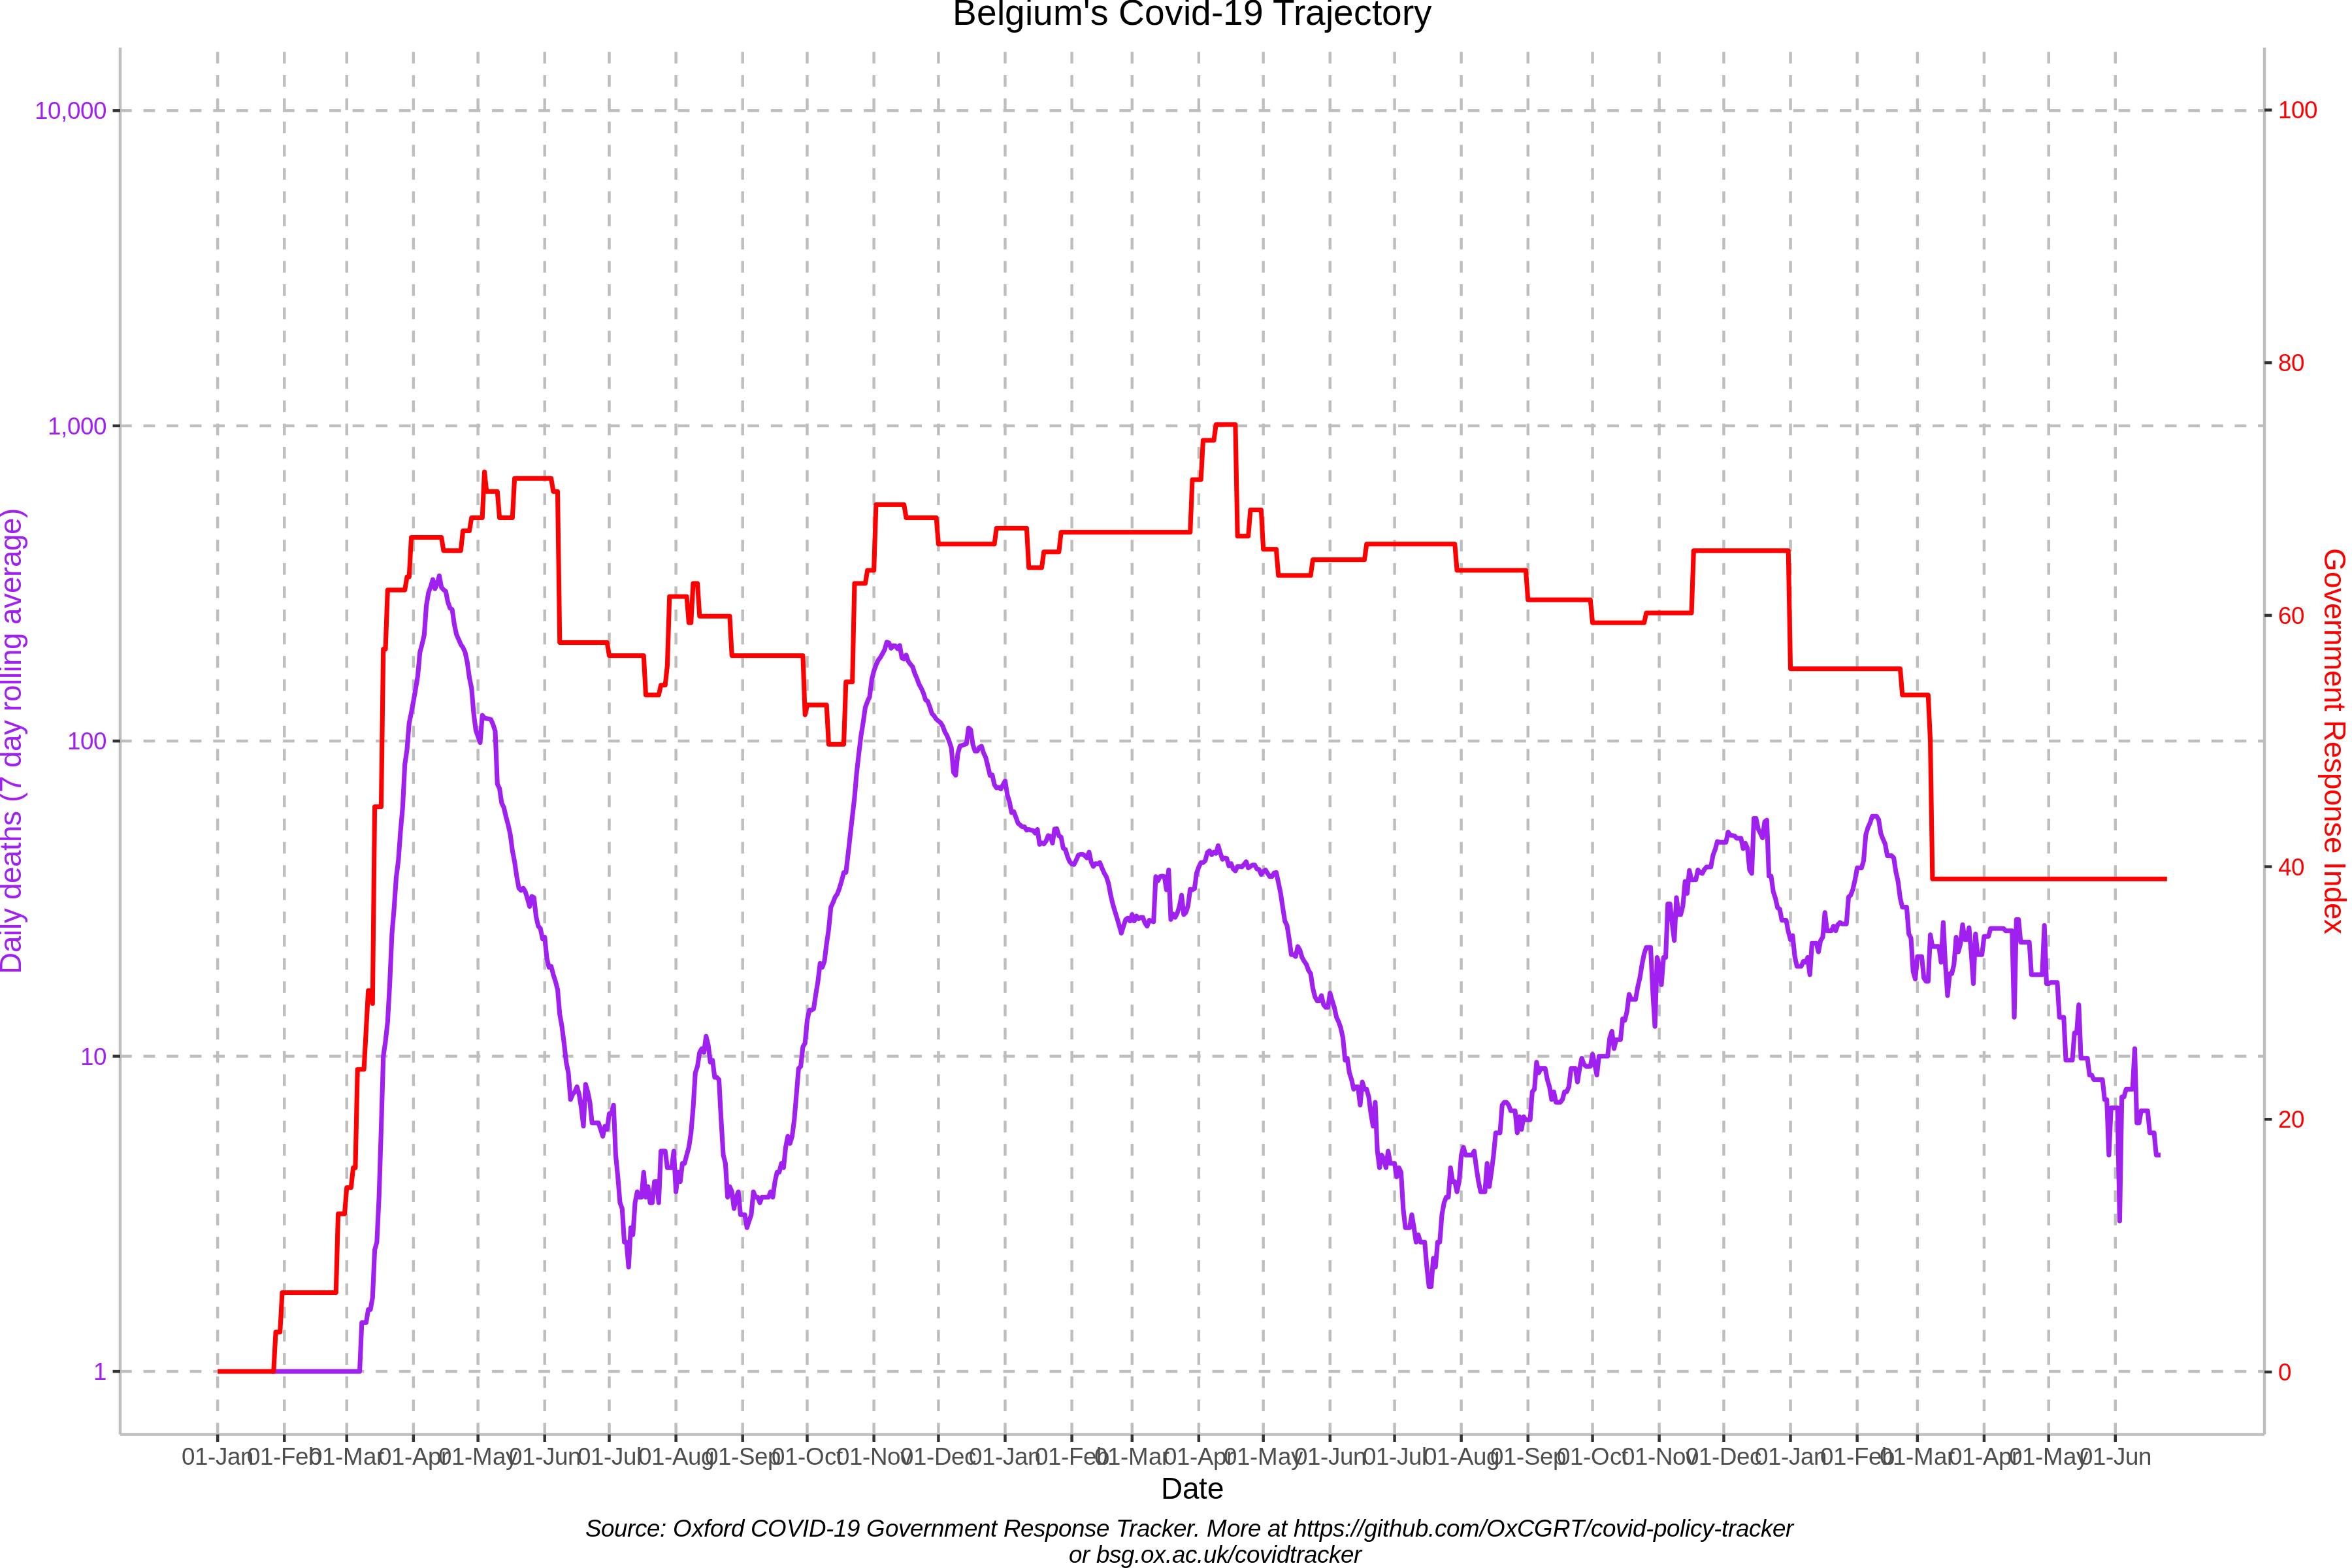 Belgium's Covid-19 Trajectory
10,000
1,000
100
10
1
Daily deaths (7 day rolling average)
100
80
60
40
20
0
Government Response Index
01-Jan 01-Feb 01-Mar 01-Apr 01-May 01-Jun 01-Jul 01-Aug 01-Sep 01-Oct 01-Nov 01-Dec 01-Jan 01-Feb 01-Mar 01-Apr 01-May 01-Jun 01-Jul 01-Aug 01-Sep 01-Oct 01-Nov 01-Dec 01-Jan 01-Feb 01-Mar 01-Apr 01-May 01-Jun
Date
Source: Oxford COVID-19 Government Response Tracker. More at https://github.com/OxCGRT/covid-policy-tracker
or bsg.ox.ac.uk/covidtracker